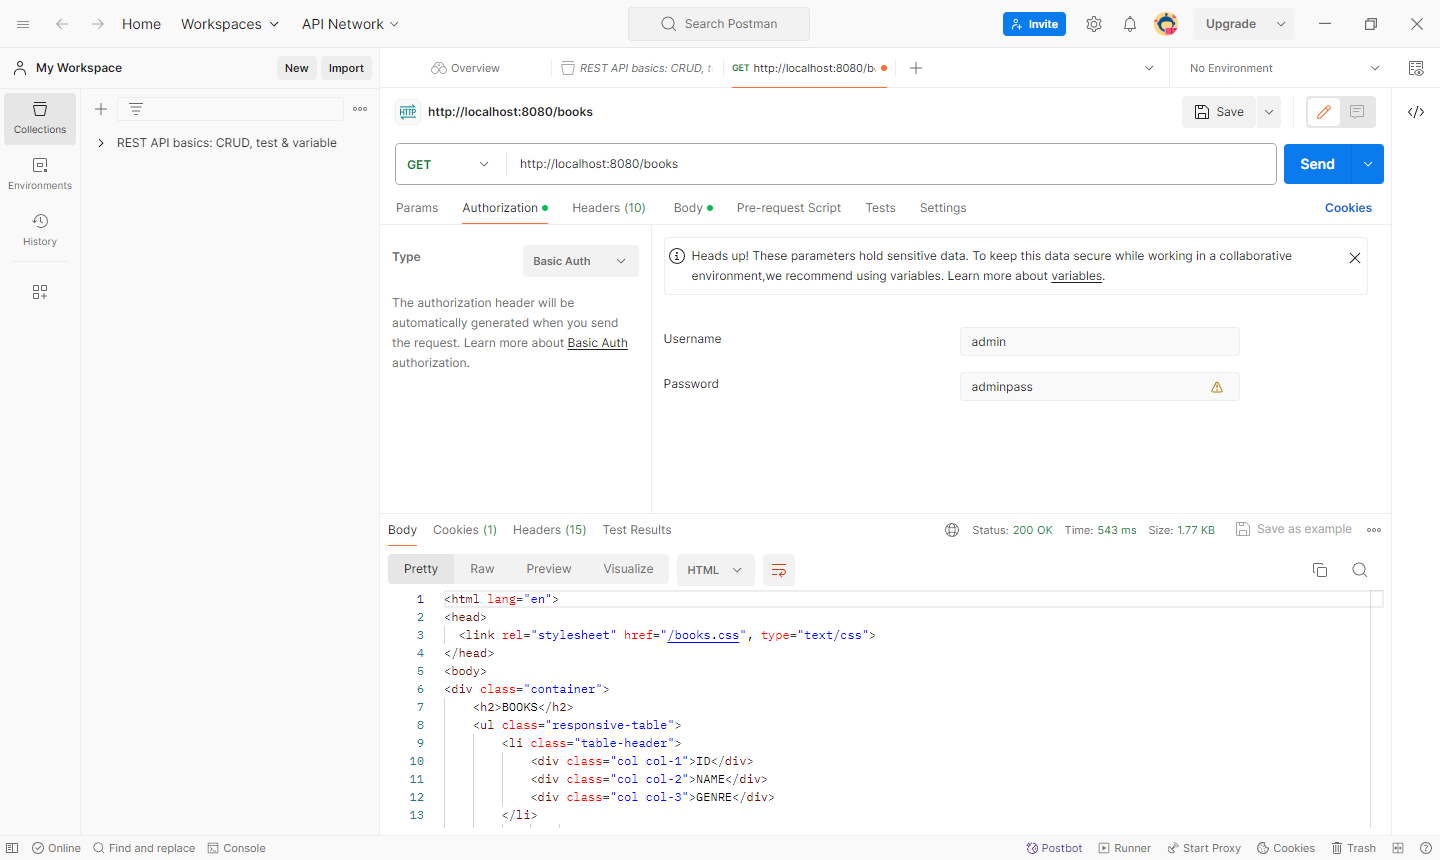 Home
Workspaces
API Network
Search Postman
Invite
Upgrade
My Workspace
New
Import
Overview
REST API basics: CRUD, t
GET http://localhost:8080/b
No Environment
Collections
Environments
History
REST API basics: CRUD, test & variable
HTTP
http://localhost:8080/books
Save
GET
http://localhost:8080/books
Send
Params
Authorization
Headers (10)
Body
Pre-request Script
Tests
Settings
Cookies
Type
Basic Auth
The authorization header will be
automatically generated when you send
the request. Learn more about Basic Auth
authorization.
Heads up! These parameters hold sensitive data. To keep this data secure while working in a collaborative
environment,we recommend using variables. Learn more about variables.
Username
admin
Password
adminpass
Body
Cookies (1)
Headers (15)
Test Results
Status: 200 OK
Time: 543 ms
Size: 1.77 KB
Save as example
Pretty
Raw
Preview
Visualize
HTML
1 <html lang="en">
2 <head>
3 <link rel="stylesheet" href="/books.css", type="text/css">
4 </head>
5 <body>
6 <div class="container">
7 <h2>BOOKS</h2>
8 <ul class="responsive-table">
9 <li class="table-header">
10 <div class="col col-1">ID</div>
11 <div class="col col-2">NAME</div>
12 <div class="col col-3">GENRE</div>
13 </li>
Online
Find and replace
Console
Postbot
Runner
Start Proxy
Cookies
Trash